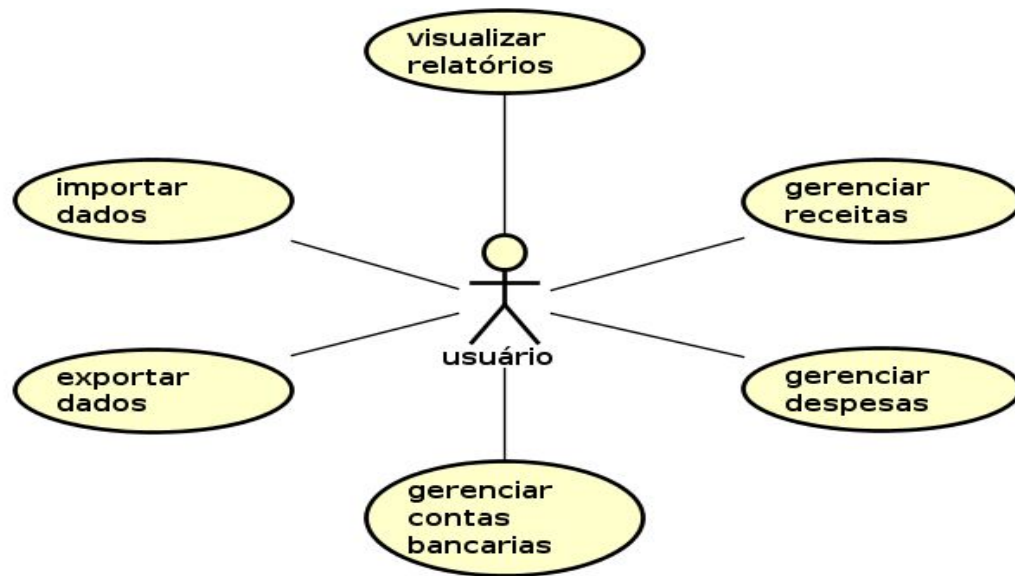 visualizar
relatórios
importar
dados
gerenciar
receitas
usuário
exportar
dados
gerenciar
despesas
gerenciar
contas
bancarias